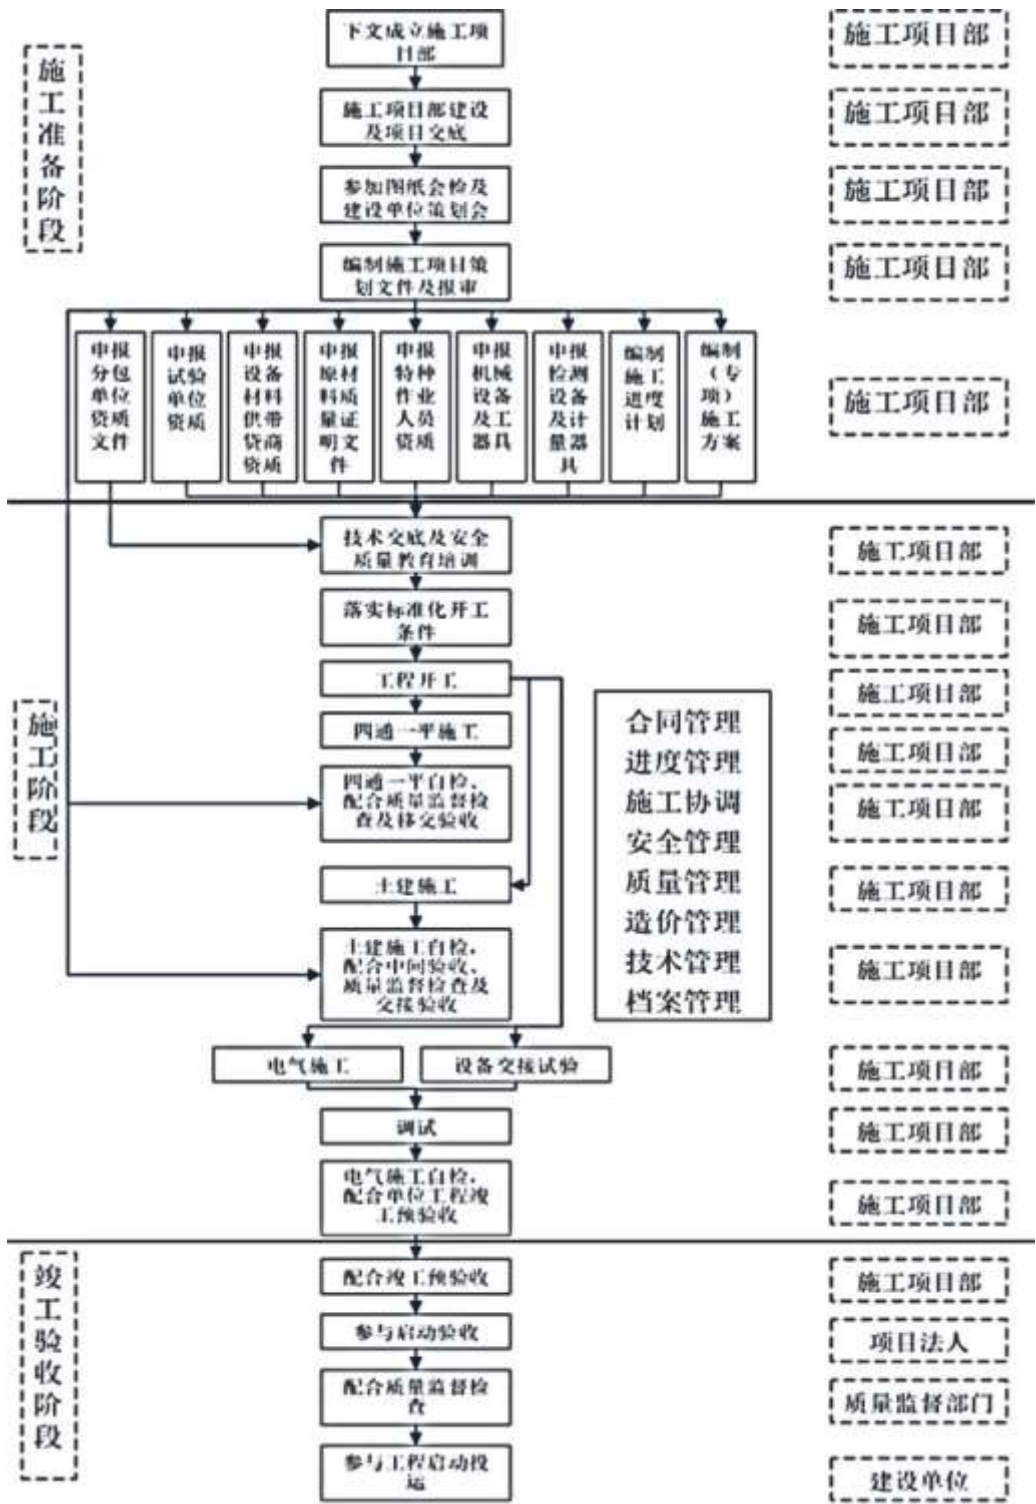 施工准备阶段
下文成立施工项
目部
施工项目部
施工项目部建设
及项目交底
施工项目部
参加图纸会检及
建设单位策划会
施工项目部
编制施工项目策
划文件及报审
施工项目部
申报
分包
单位
资质
文件
申报
试验
单位
资质
申报
设备
材料
供带
货商
资质
申报
原材
料质
量证
明文
件
申报
特种
作业
人员
资质
申报
机械
设备
及工
器具
申报
检测
设备
及计
量器
具
编制
施工
进度
计划
编制
（专
项）
施工
方案
施工项目部
施工阶段
技术交底及安全
质量教育培训
施工项目部
落实标准化开工
条件
施工项目部
工程开工
施工项目部
四通一平施工
施工项目部
四通一平自检、
配合质量监督检
查及移交验收
施工项目部
土建施工
施工项目部
土建施工自检，
配合中间验收、
质量监督检查及
交接验收
施工项目部
合同管理
进度管理
施工协调
安全管理
质量管理
造价管理
技术管理
档案管理
电气施工
设备交接试验
施工项目部
调试
施工项目部
电气施工自检，
配合单位工程竣
工预验收
施工项目部
竣工验收阶段
配合竣工预验收
施工项目部
参与启动验收
项目法人
配合质量监督检
查
质量监督部门
参与工程启动投
运
建设单位